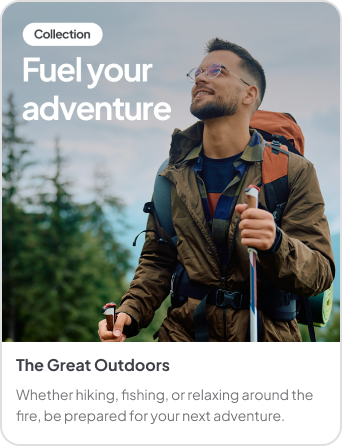 Collection
Fuel your
adventure
The Great Outdoors
Whether hiking, fishing, or relaxing around the
fire, be prepared for your next adventure.